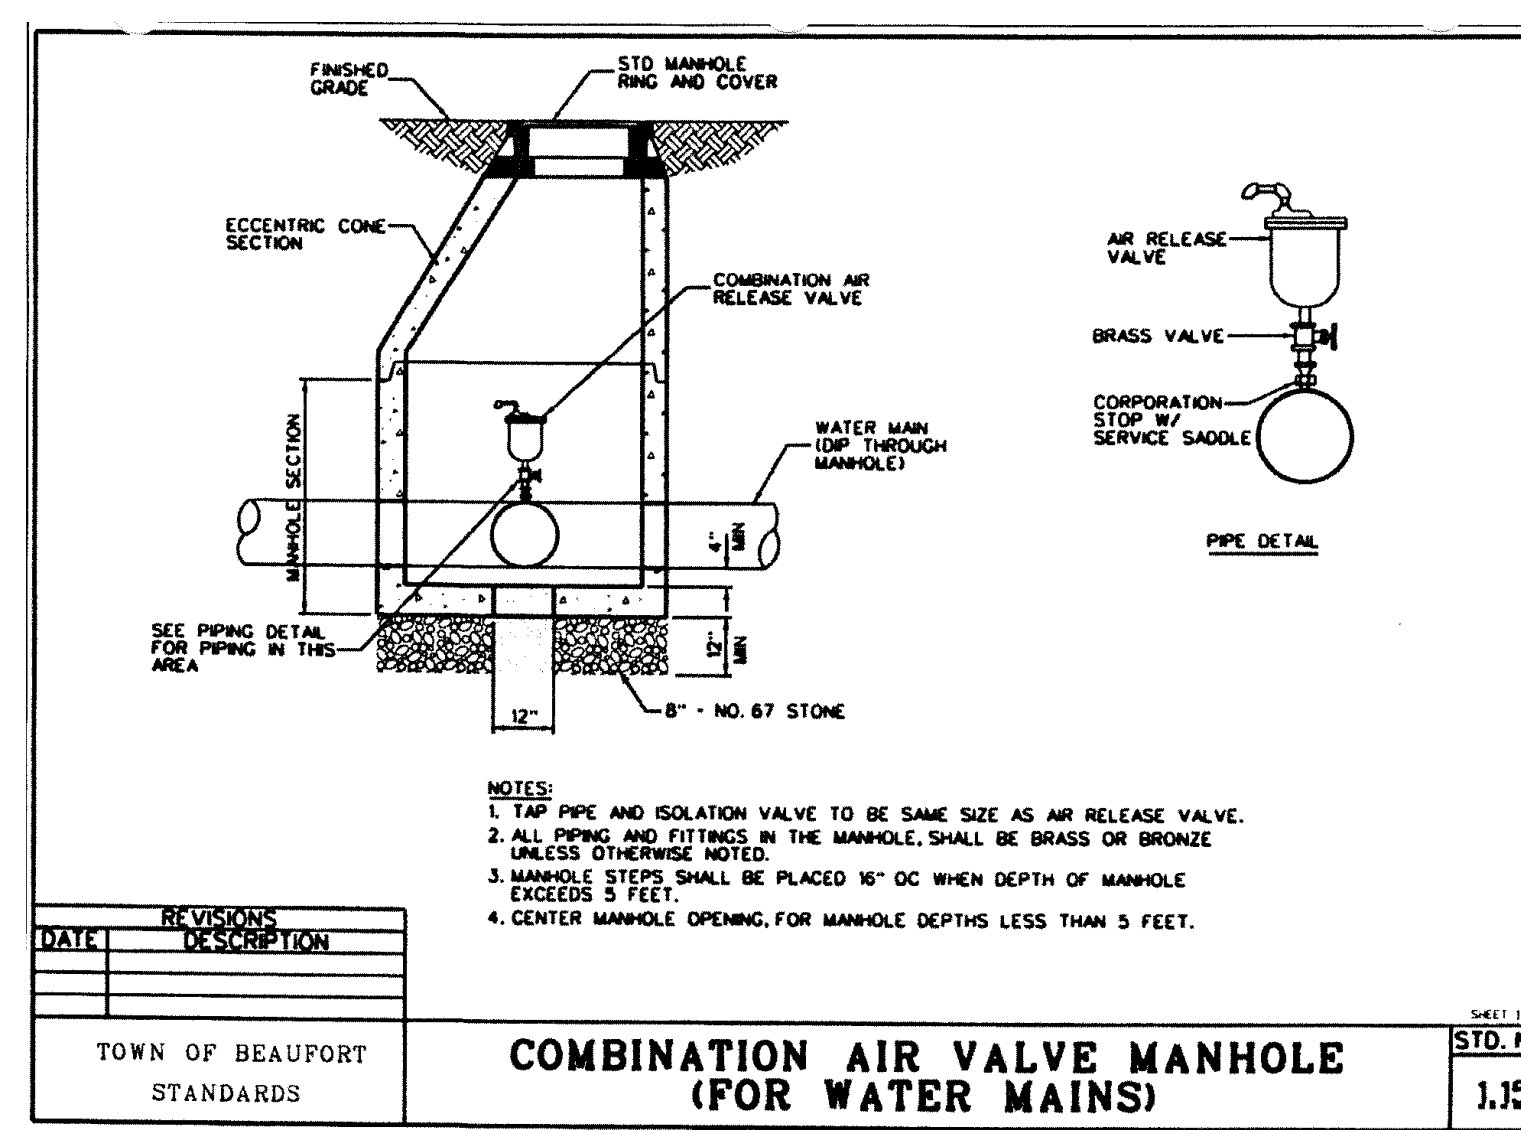 FINISHED
GRADE
STD MANHOLE
RING AND COVER
ECCENTRIC CONE
SECTION
COMBINATION AIR
RELEASE VALVE
MANHOLE SECTION
WATER MAIN
(DIP THROUGH
MANHOLE)
4"
MIN
SEE PIPING DETAIL
FOR PIPING IN THIS
AREA
12"
MIN
12"
8" - NO. 67 STONE
AIR RELEASE
VALVE
BRASS VALVE
CORPORATION
STOP W/
SERVICE SADDLE
PIPE DETAIL
NOTES:
1. TAP PIPE AND ISOLATION VALVE TO BE SAME SIZE AS AIR RELEASE VALVE.
2. ALL PIPING AND FITTINGS IN THE MANHOLE, SHALL BE BRASS OR BRONZE
UNLESS OTHERWISE NOTED.
3. MANHOLE STEPS SHALL BE PLACED 16" OC WHEN DEPTH OF MANHOLE
EXCEEDS 5 FEET.
4. CENTER MANHOLE OPENING, FOR MANHOLE DEPTHS LESS THAN 5 FEET.
REVISIONS
DATE DESCRIPTION
TOWN OF BEAUFORT
STANDARDS
COMBINATION AIR VALVE MANHOLE
(FOR WATER MAINS)
SHEET 1
STD.
1.15